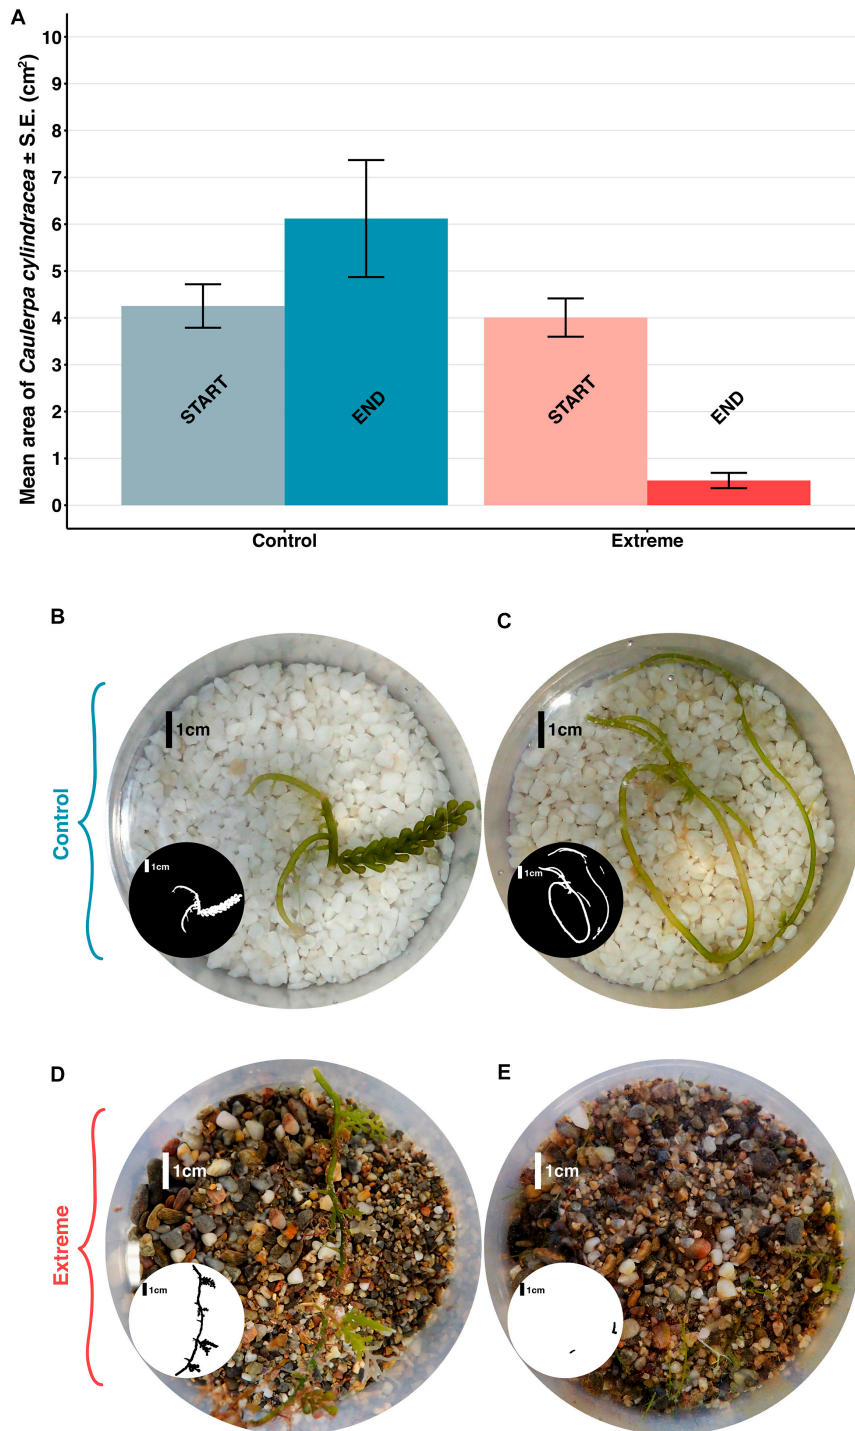 A
Mean area of Caulerpa cylindracea ± S.E. (cm²)
10
9
8
7
6
5
4
3
2
1
0
START
END
START
END
Control
Extreme
B
C
Control
1cm
1cm
1cm
1cm
D
E
Extreme
1cm
1cm
1cm
1cm